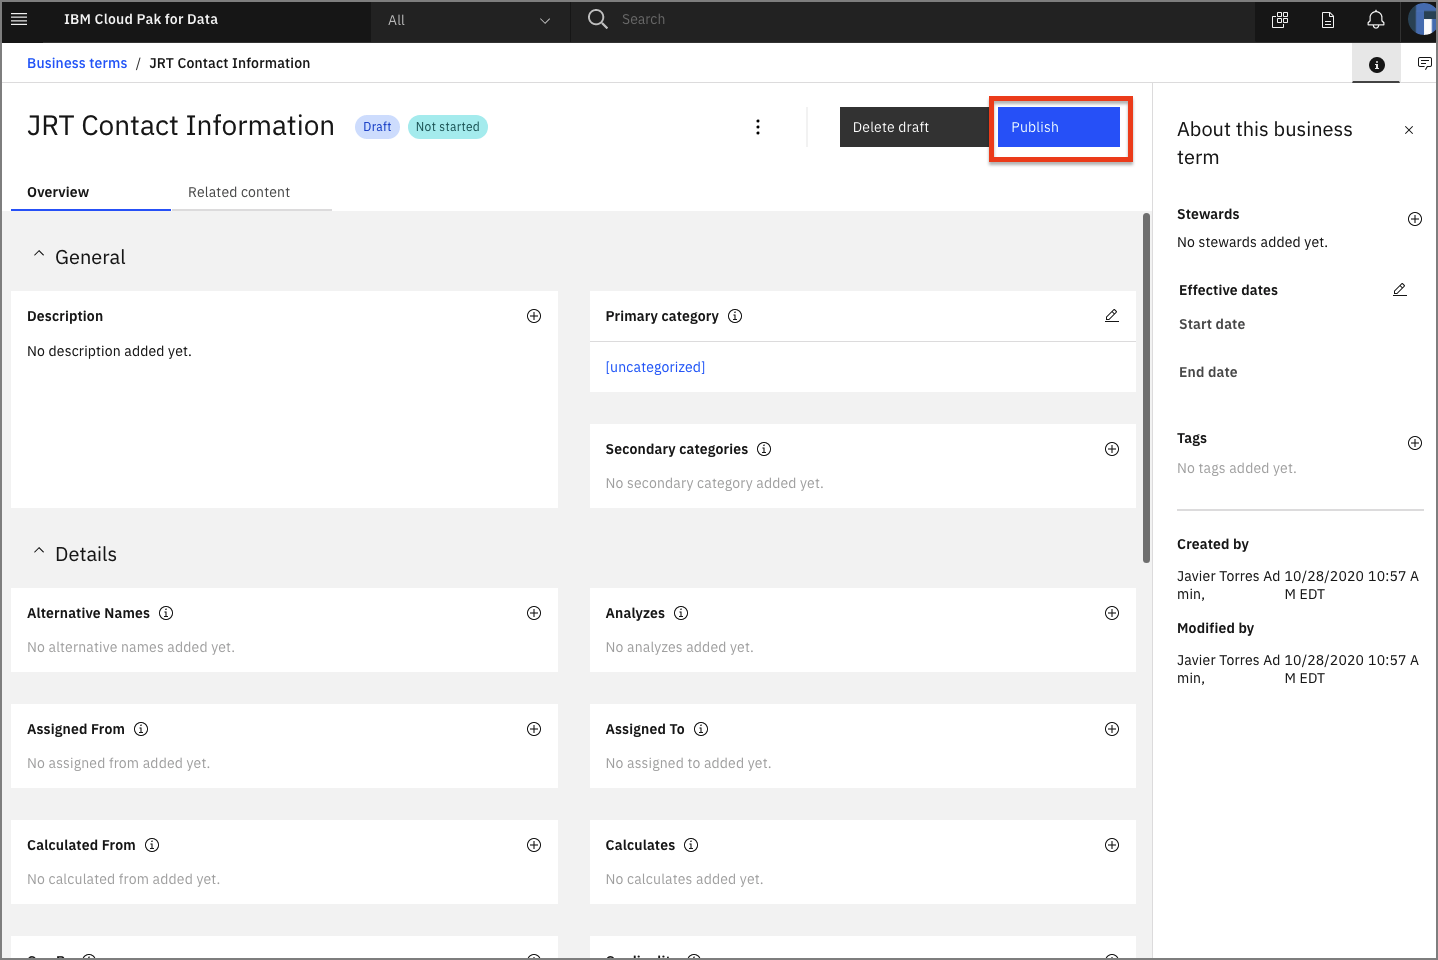 IBM Cloud Pak for Data
All
Search
Business terms / JRT Contact Information
JRT Contact Information
Draft
Not started
Delete draft
Publish
Overview
Related content
General
Description
No description added yet.
Primary category
[uncategorized]
Secondary categories
No secondary category added yet.
Details
Alternative Names
No alternative names added yet.
Analyzes
No analyzes added yet.
Assigned From
No assigned from added yet.
Assigned To
No assigned to added yet.
Calculated From
No calculated from added yet.
Calculates
No calculates added yet.
About this business
term
Stewards
No stewards added yet.
Effective dates
Start date
End date
Tags
No tags added yet.
Created by
Javier Torres Ad 10/28/2020 10:57 A
min, M EDT
Modified by
Javier Torres Ad 10/28/2020 10:57 A
min, M EDT